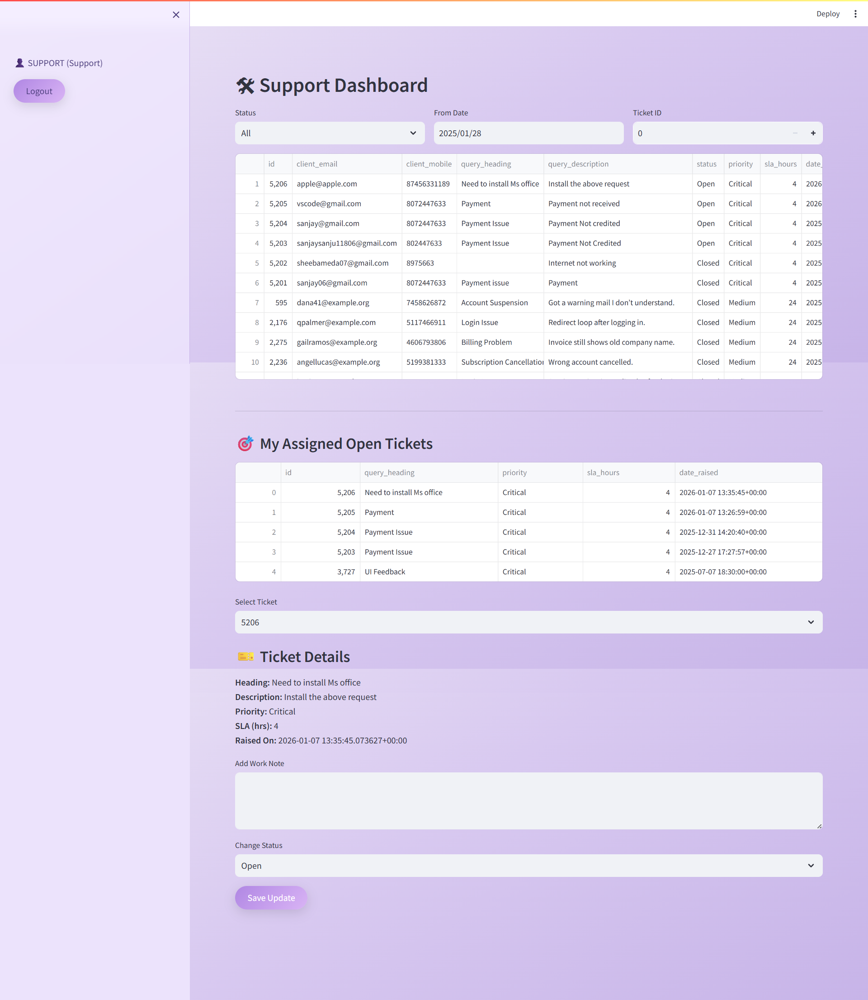 Deploy
SUPPORT (Support)
Logout
Support Dashboard
Status From Date Ticket ID
All 2025/01/28 0
id client_email client_mobile query_heading query_description status priority sla_hours date_
1 5,206 apple@apple.com 87456331189 Need to install Ms office Install the above request Open Critical 4 2026
2 5,205 vscode@gmail.com 8072447633 Payment Payment not received Open Critical 4 2026
3 5,204 sanjay@gmail.com 8072447633 Payment Issue Payment Not credited Open Critical 4 2025
4 5,203 sanjaysanju11806@gmail.com 802447633 Payment Issue Payment Not Credited Open Critical 4 2025
5 5,202 sheebameda07@gmail.com 8975663 Internet not working Closed Critical 4 2025
6 5,201 sanjay06@gmail.com 8072447633 Payment issue Payment Closed Critical 4 2025
7 595 dana41@example.org 7458626872 Account Suspension Got a warning mail I don’t understand. Closed Medium 24 2025
8 2,176 qpalmer@example.com 5117466911 Login Issue Redirect loop after logging in. Closed Medium 24 2025
9 2,275 gailramos@example.org 4606793806 Billing Problem Invoice still shows old company name. Closed Medium 24 2025
10 2,236 angellucas@example.org 5199381333 Subscription Cancellation Wrong account cancelled. Closed Medium 24 2025
My Assigned Open Tickets
id query_heading priority sla_hours date_raised
0 5,206 Need to install Ms office Critical 4 2026-01-07 13:35:45+00:00
1 5,205 Payment Critical 4 2026-01-07 13:26:59+00:00
2 5,204 Payment Issue Critical 4 2025-12-31 14:20:40+00:00
3 5,203 Payment Issue Critical 4 2025-12-27 17:27:57+00:00
4 3,727 UI Feedback Critical 4 2025-07-07 18:30:00+00:00
Select Ticket
5206
Ticket Details
Heading: Need to install Ms office
Description: Install the above request
Priority: Critical
SLA (hrs): 4
Raised On: 2026-01-07 13:35:45.073627+00:00
Add Work Note
Change Status
Open
Save Update